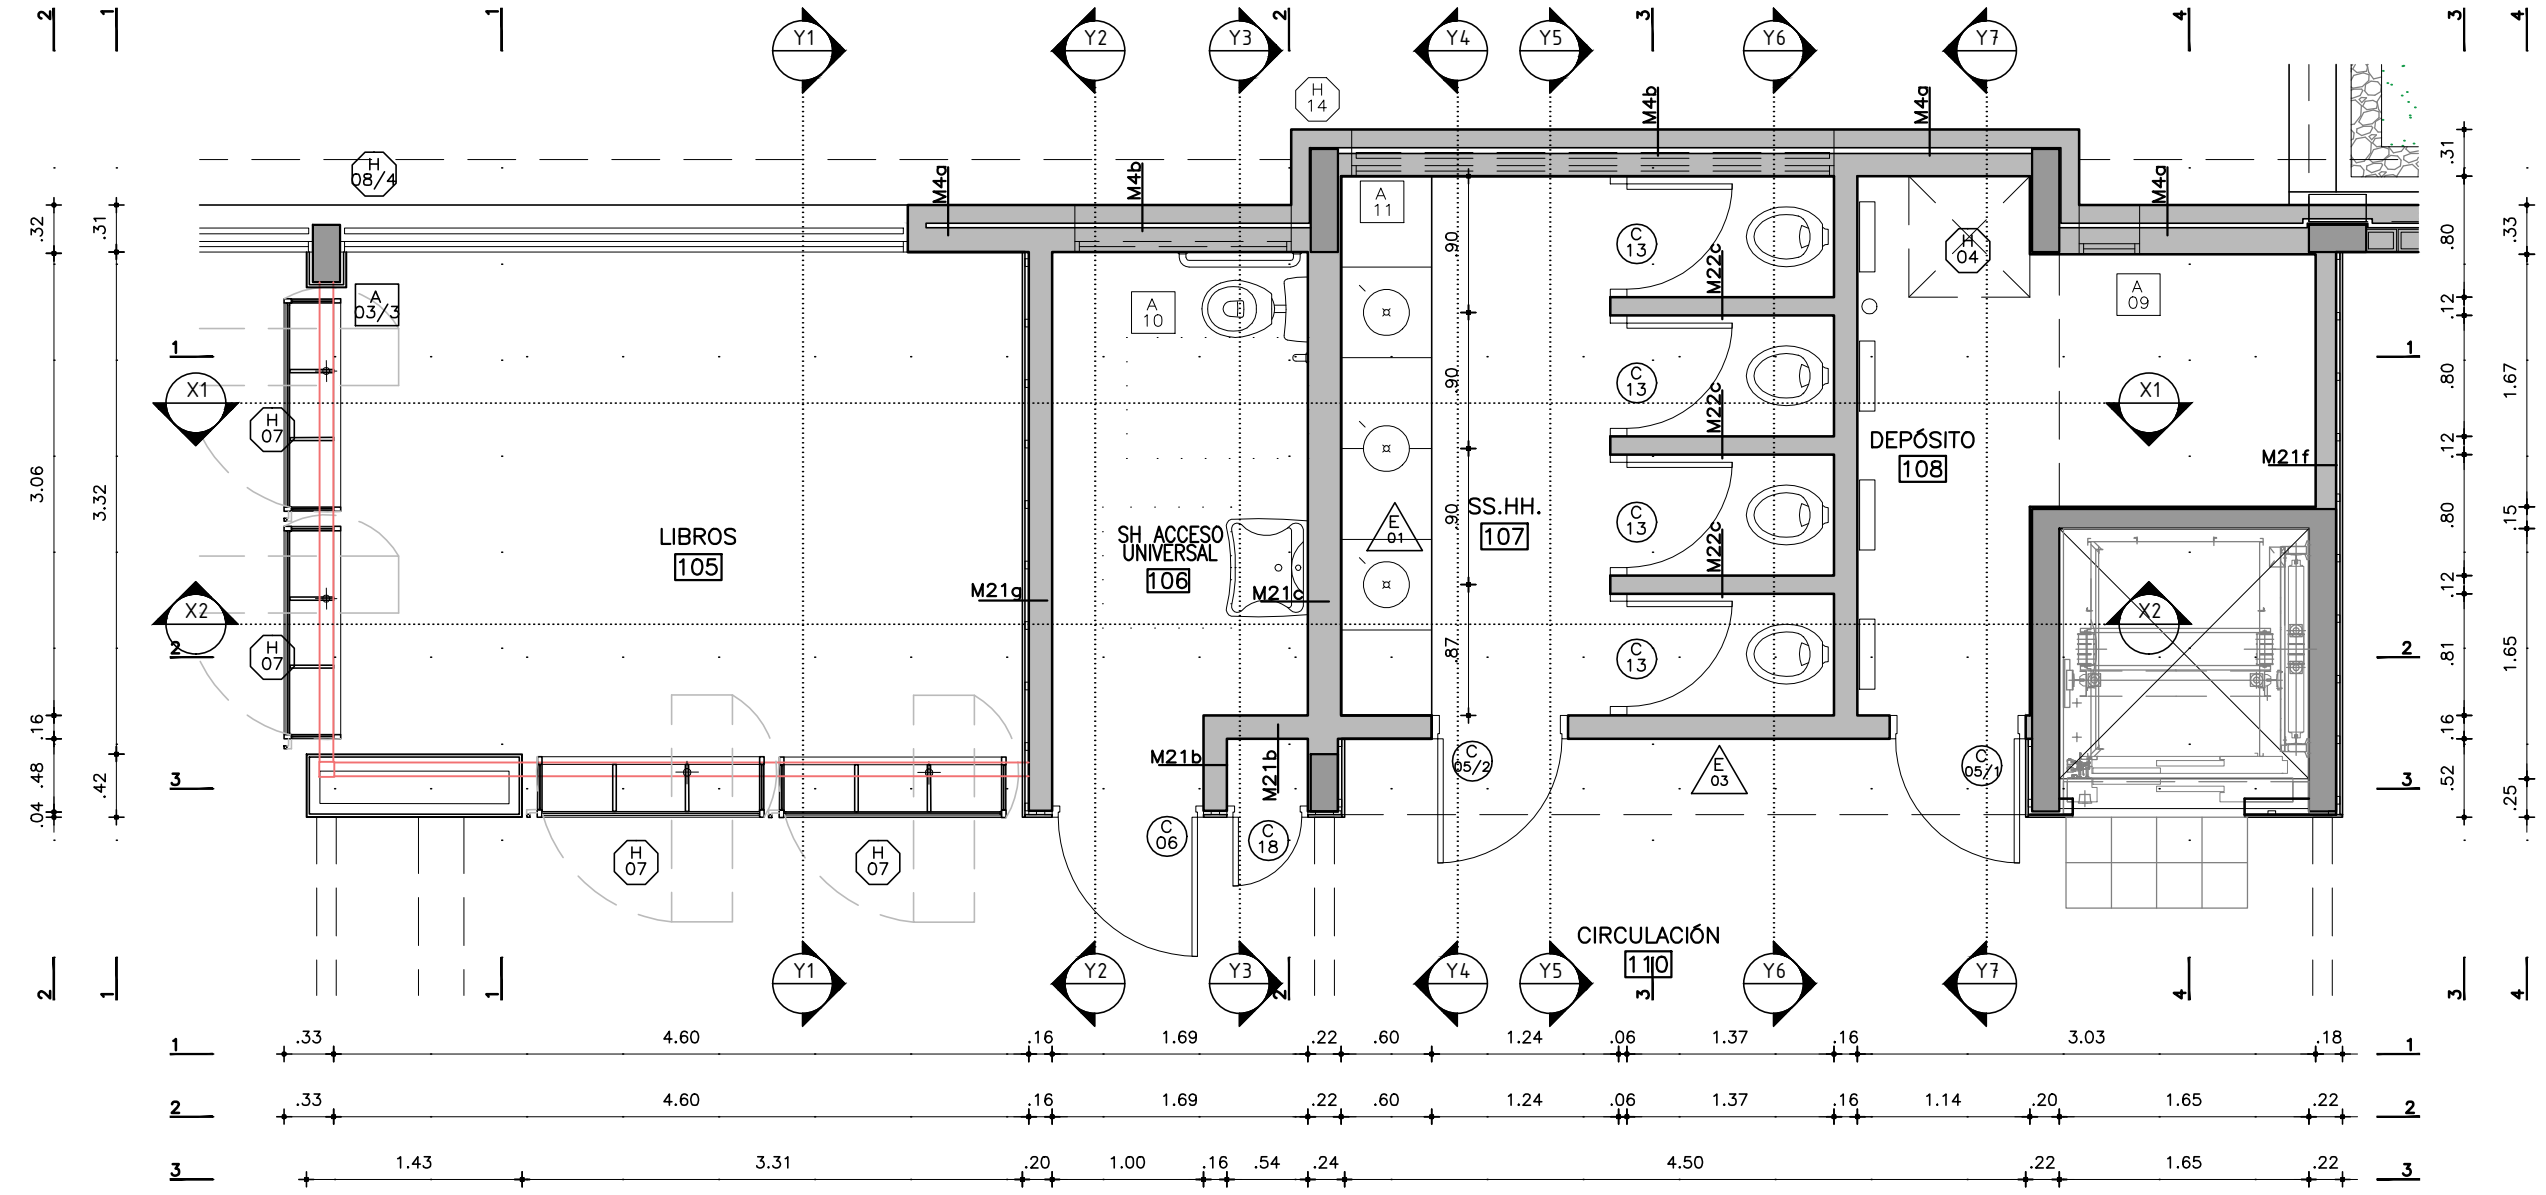 2
1
1
Y1
Y2
Y3
2
Y4
Y5
3
Y6
Y7
4
3
4
H
14
M4b
M4a
H
08/4
M4a
M4b
M4a
.31
.32
.31
A
11
.90
C
13
M22c
H
04
.80
.33
A
03/3
A
10
A
09
.12
1
1
X1
X1
.90
C
13
M22c
.80
1.67
H
07
DEPÓSITO
108
M21f
.12
3.06
3.32
LIBROS
105
SH ACCESO
UNIVERSAL
106
E
01
SS.HH.
107
.90
C
13
M22c
.80
.15
M21g
M21c
.12
X2
X2
2
2
H
07
.87
C
13
.81
1.65
.16
.16
M21b
M21b
C
05/2
E
03
C
05/1
3
3
.48
.42
.04
.52
.25
H
07
H
07
C
06
C
18
CIRCULACIÓN
110
2
1
1
Y1
Y2
Y3
2
Y4
Y5
3
Y6
Y7
4
3
4
1 .33 4.60 .16 1.69 .22 .60 1.24 .06 1.37 .16 3.03 .18 1
2 .33 4.60 .16 1.69 .22 .60 1.24 .06 1.37 .16 1.14 .20 1.65 .22 2
3 1.43 3.31 .20 1.00 .16 .54 .24 4.50 .22 1.65 .22 3